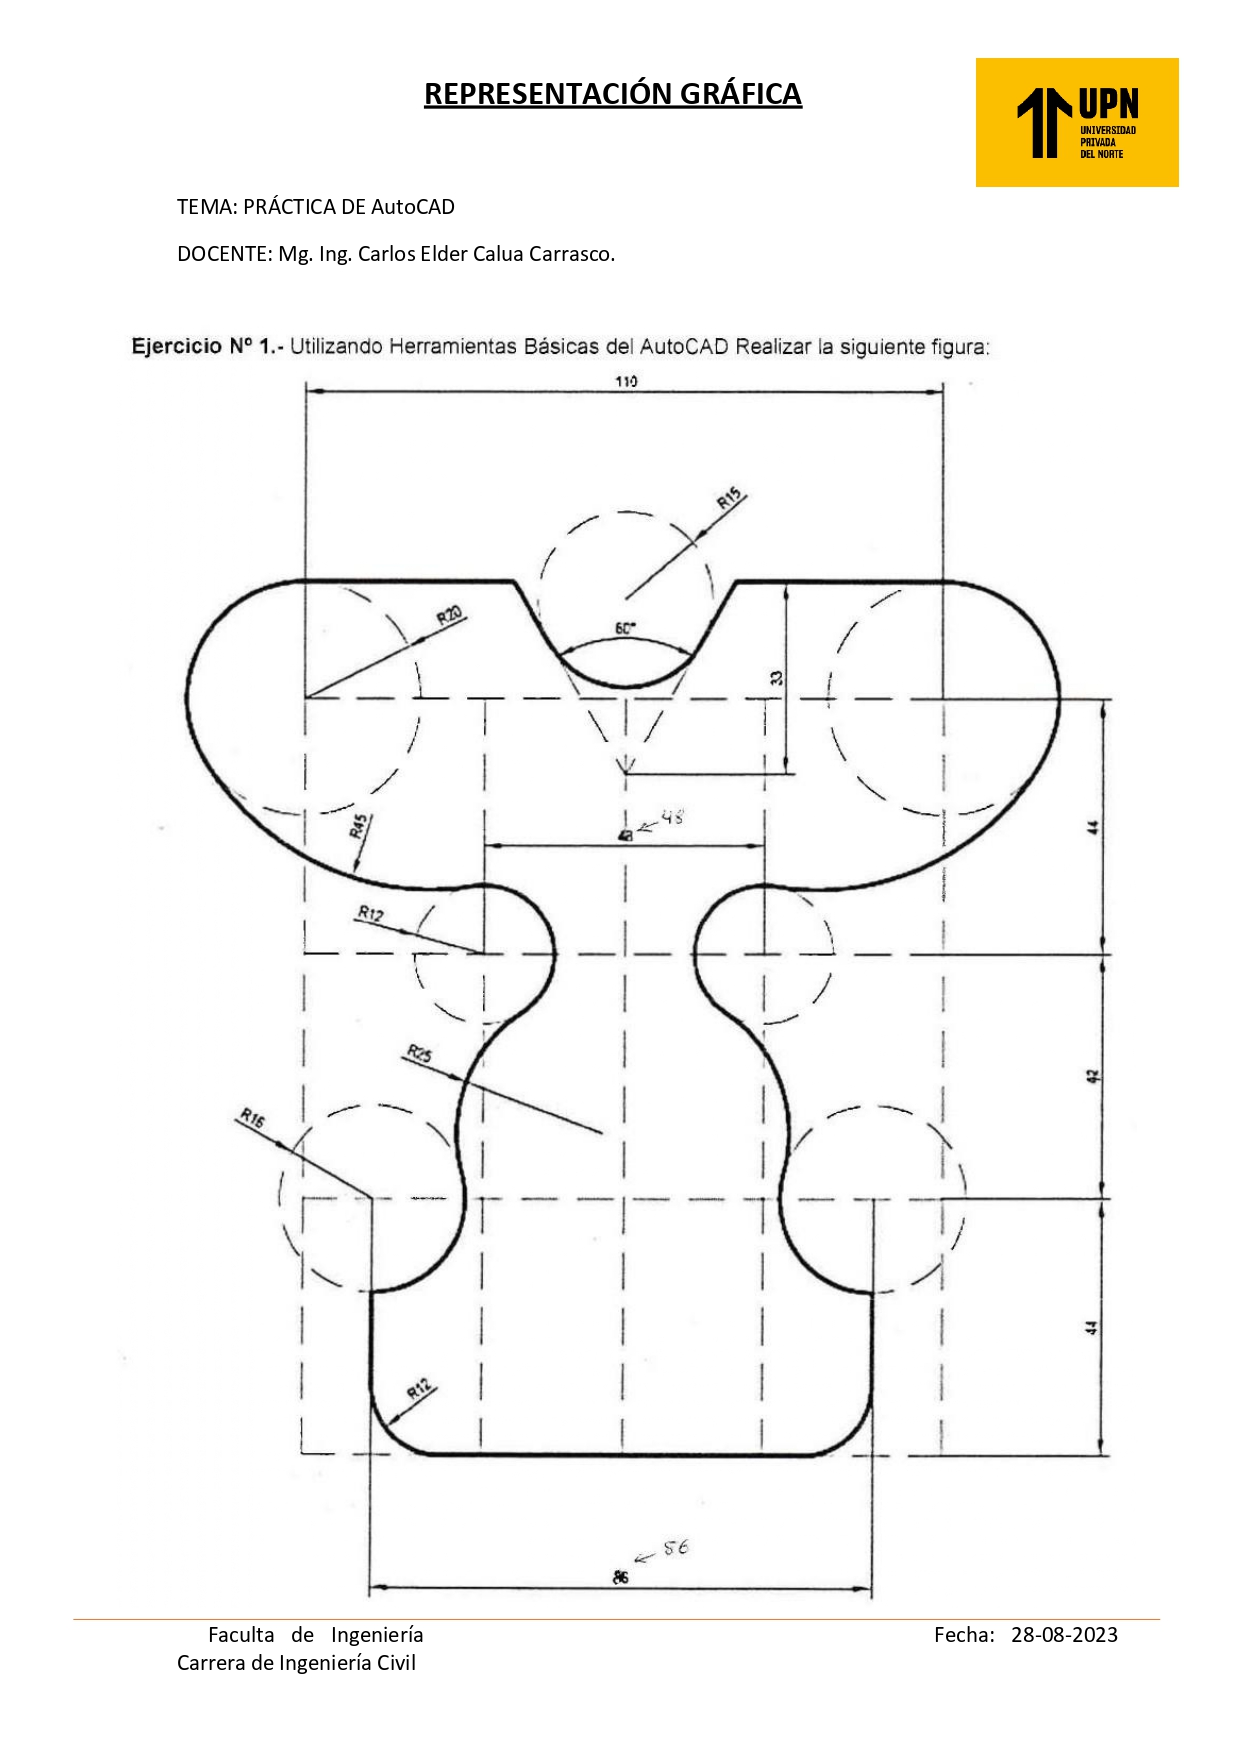 REPRESENTACIÓN GRÁFICA
UPN
UNIVERSIDAD
PRIVADA
DEL NORTE
TEMA: PRÁCTICA DE AutoCAD
DOCENTE: Mg. Ing. Carlos Elder Calua Carrasco.
Ejercicio Nº 1.- Utilizando Herramientas Básicas del AutoCAD Realizar la siguiente figura:
110
R15
R20
60°
33
44
48
R45
R12
42
R25
R16
44
R12
86
86
Faculta de Ingeniería
Fecha: 28-08-2023
Carrera de Ingeniería Civil